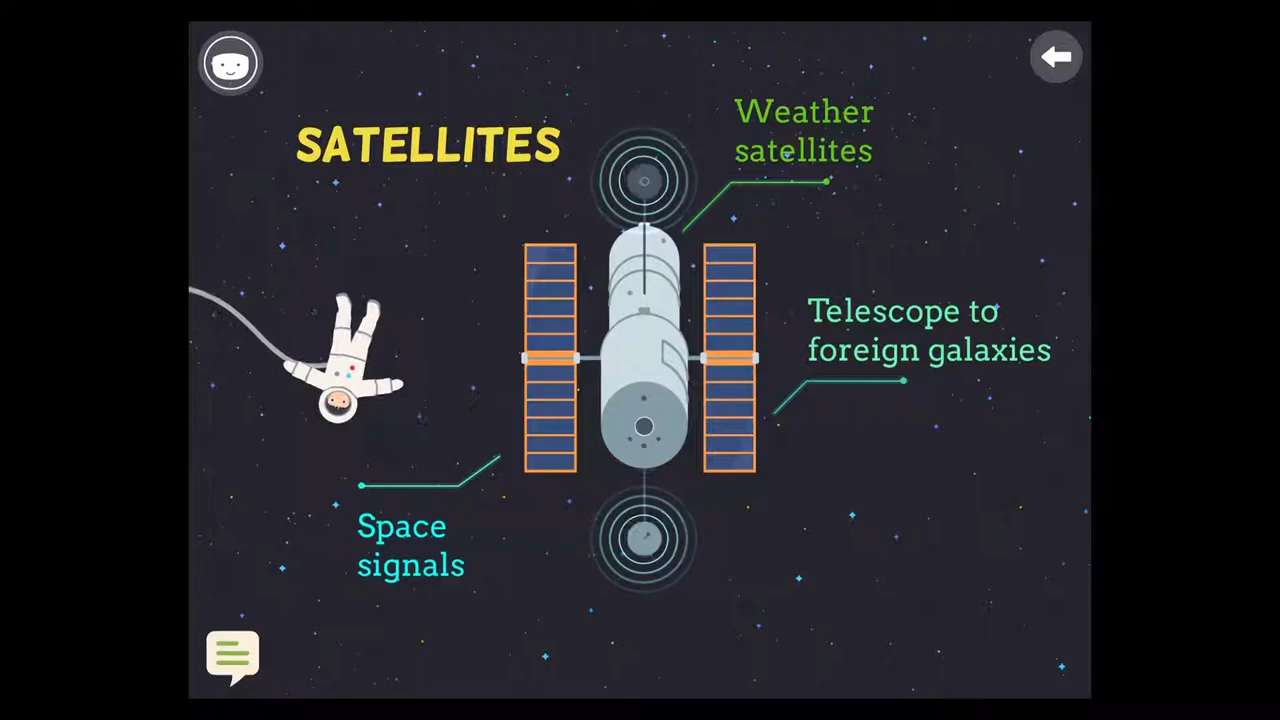 SATELLITES
Weather
satellites
Telescope to
foreign galaxies
Space
signals